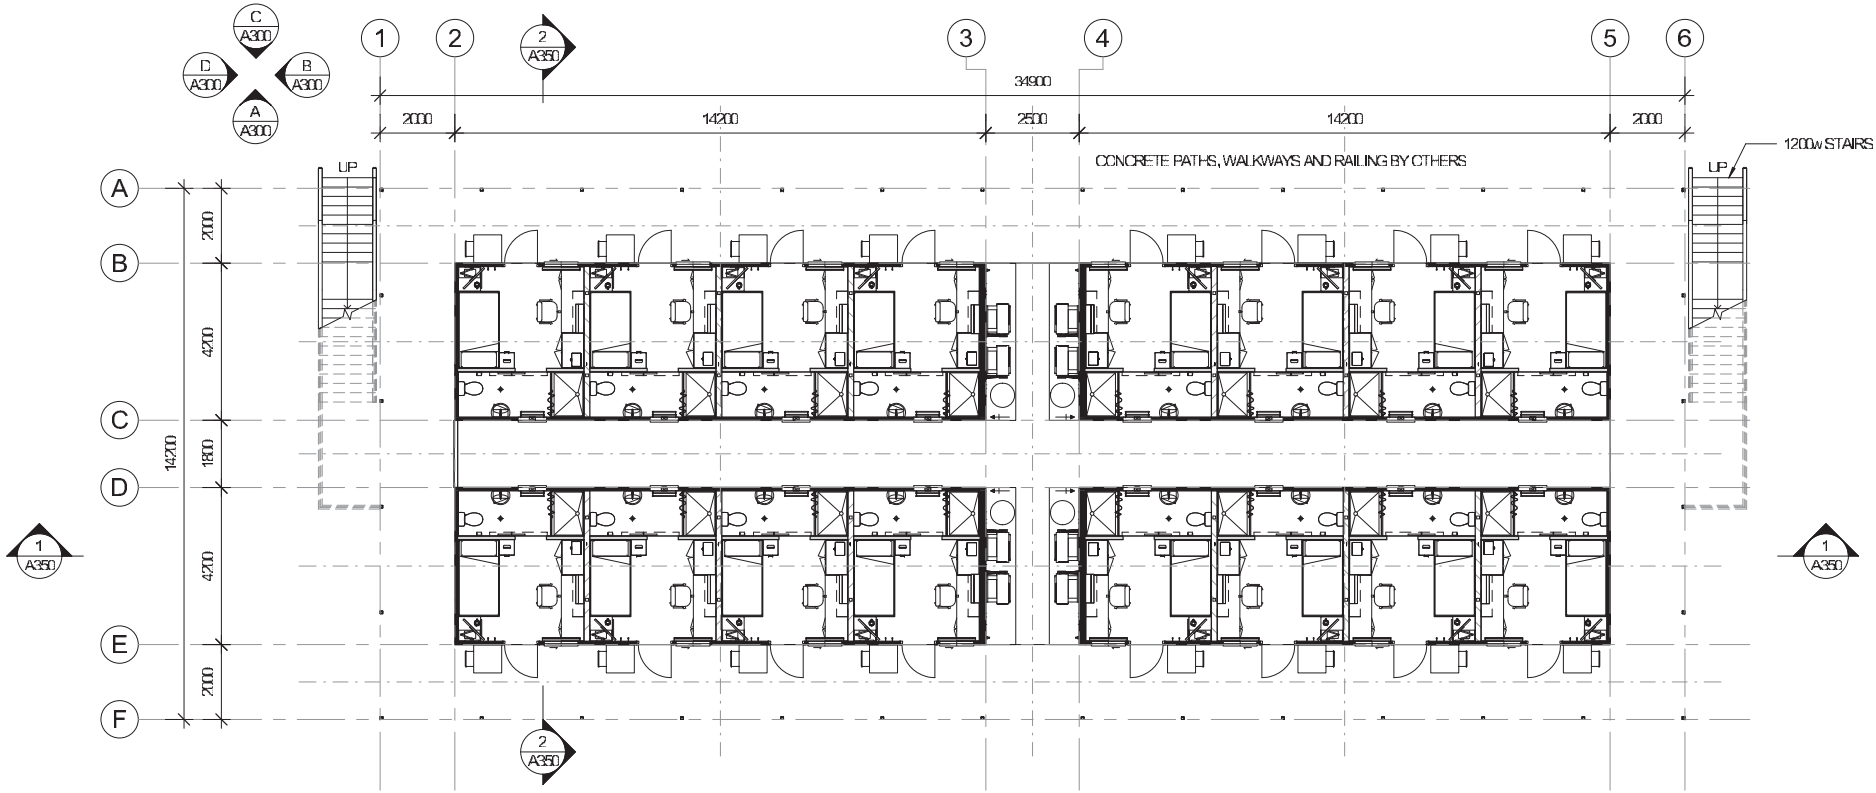 C
A300
D
A300
B
A300
A
A300
1
2
2
A350
3
4
5
6
34900
2000
14200
2500
14200
2000
CONCRETE PATHS, WALKWAYS AND RAILING BY OTHERS
1200w STAIRS
UP
UP
A
2000
B
4200
C
14200
1800
D
1
A350
1
A350
4200
E
2000
F
2
A350